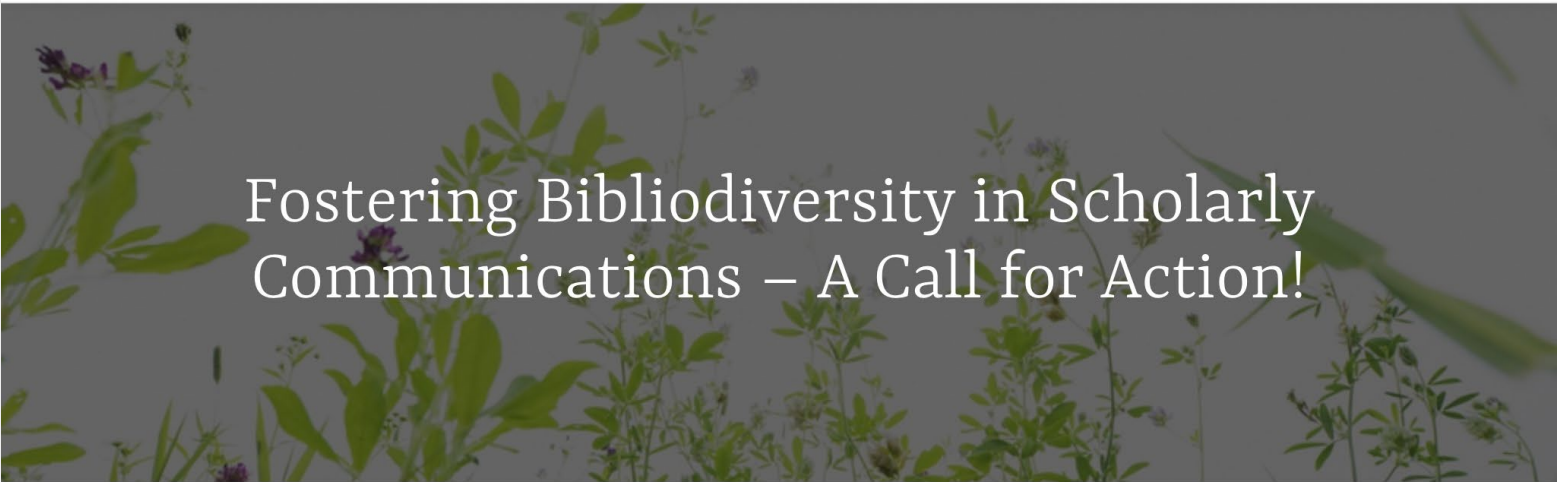 Fostering Bibliodiversity in Scholarly
Communications – A Call for Action!